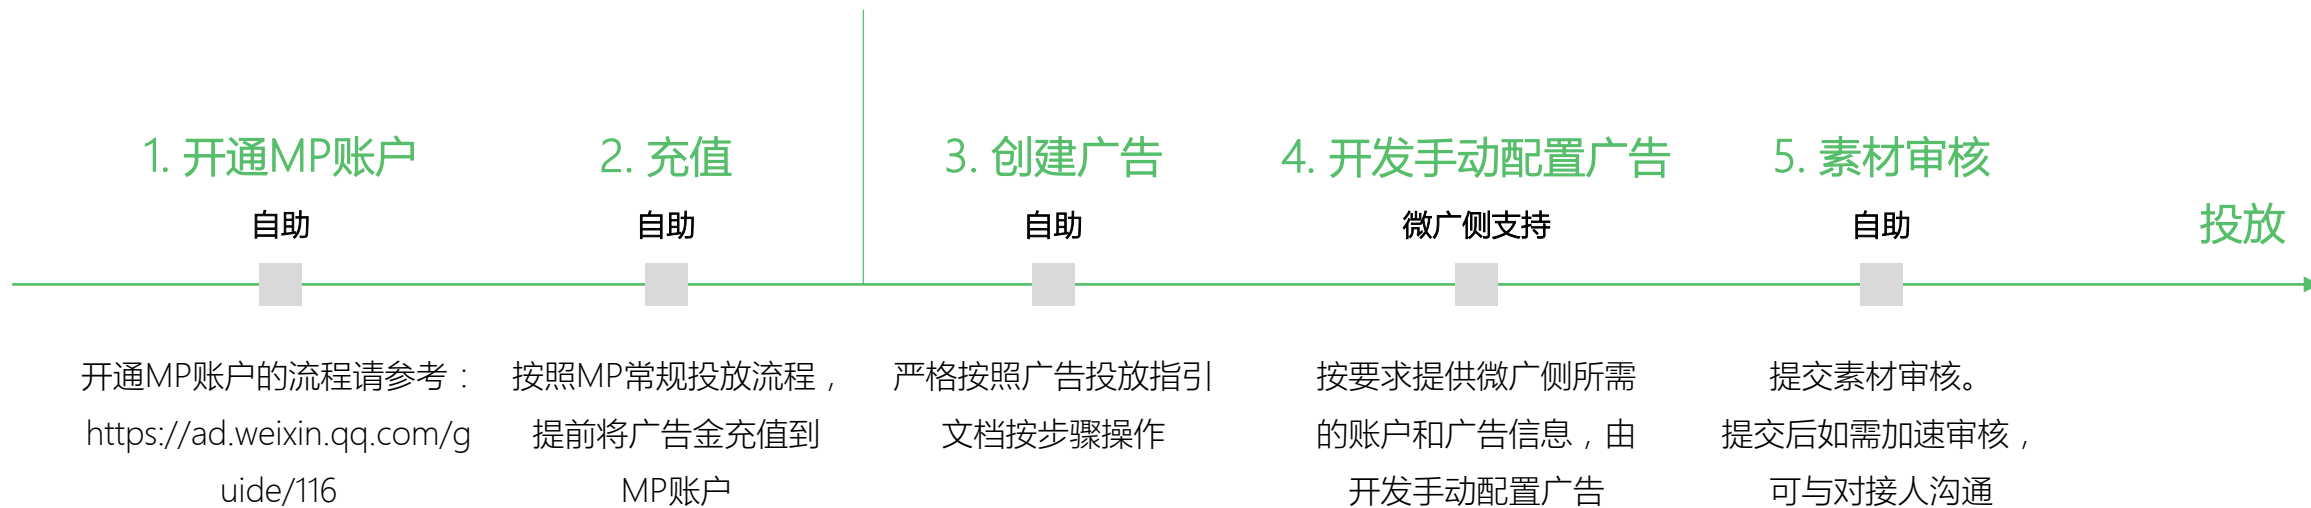 1. 开通MP账户
自助
开通MP账户的流程请参考：
https://ad.weixin.qq.com/g
uide/116
2. 充值
自助
按照MP常规投放流程，
提前将广告金充值到
MP账户
3. 创建广告
自助
严格按照广告投放指引
文档按步骤操作
4. 开发手动配置广告
微广侧支持
按要求提供微广侧所需
的账户和广告信息，由
开发手动配置广告
5. 素材审核
自助
提交素材审核。
提交后如需加速审核，
可与对接人沟通
投放